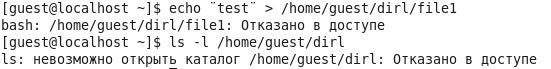 [guest@localhost ~]$ echo ¨test¨ > /home/guest/dirl/file1
bash: /home/guest/dirl/file1: Отказано в доступе
[guest@localhost ~]$ ls -l /home/guest/dirl
ls: невозможно открыть каталог /home/guest/dirl: Отказано в доступе